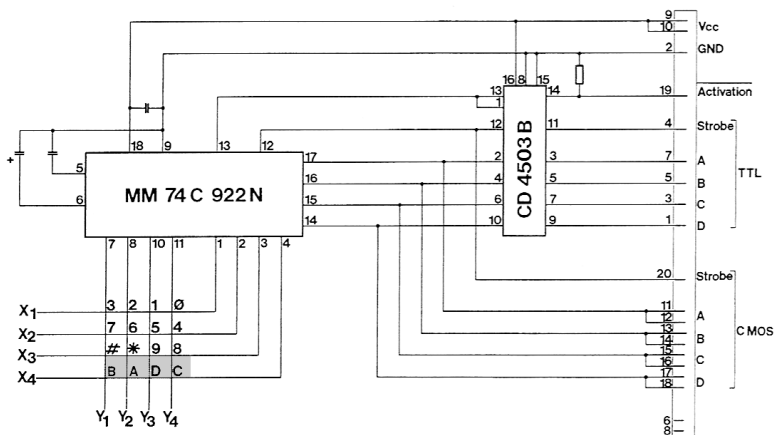 9
10
Vcc
2
GND
16 8 15
13
1
14
19
Activation
18 9 13 12
12
11
4
Strobe
5
17
2
3
7
A
MM 74 C 922 N
16
4
CD 4503 B
5
5
B
TTL
6
15
6
7
3
C
14
10
9
1
D
7 8 10 11 1 2 3 4
20
Strobe
X1
3 2 1 Ø
11
12
A
X2
7 6 5 4
13
14
B
CMOS
X3
# * 9 8
15
16
C
X4
B A D C
17
18
D
Y1 Y2 Y3 Y4
6
8
+